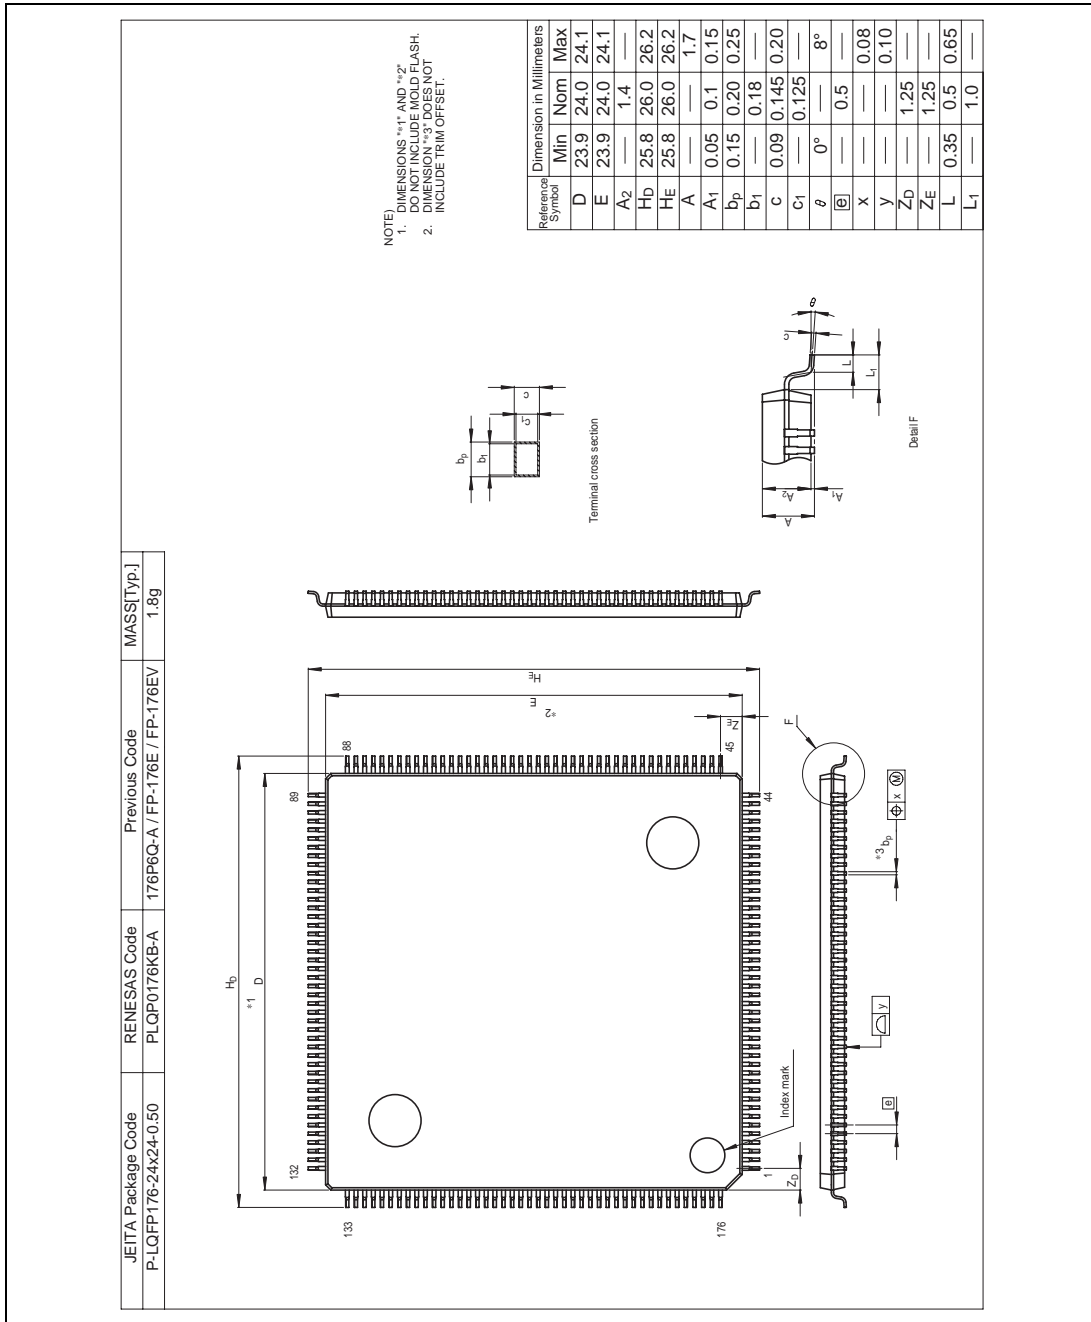 JEITA Package Code | RENESAS Code | Previous Code | MASS[Typ.]
P-LQFP176-24x24-0.50 | PLQP0176KB-A | 176P6Q-A / FP-176E / FP-176EV | 1.8g
HD
*1 D
132
89
133
88
176
45
1
44
ZD
ZE
*2 E
HE
Index mark
F
e
y
*3 bp
x M
bp
b1
c1
c
Terminal cross section
A
A2
A1
L
L1
c
θ
Detail F
NOTE)
1. DIMENSIONS "*1" AND "*2"
DO NOT INCLUDE MOLD FLASH.
2. DIMENSION "*3" DOES NOT
INCLUDE TRIM OFFSET.
Reference Symbol | Dimension in Millimeters
Min | Nom | Max
D | 23.9 | 24.0 | 24.1
E | 23.9 | 24.0 | 24.1
A2 | — | 1.4 | —
HD | 25.8 | 26.0 | 26.2
HE | 25.8 | 26.0 | 26.2
A | — | — | 1.7
A1 | 0.05 | 0.1 | 0.15
bp | 0.15 | 0.20 | 0.25
b1 | — | 0.18 | —
c | 0.09 | 0.145 | 0.20
c1 | — | 0.125 | —
θ | 0° | — | 8°
e | — | 0.5 | —
x | — | — | 0.08
y | — | — | 0.10
ZD | — | 1.25 | —
ZE | — | 1.25 | —
L | 0.35 | 0.5 | 0.65
L1 | — | 1.0 | —